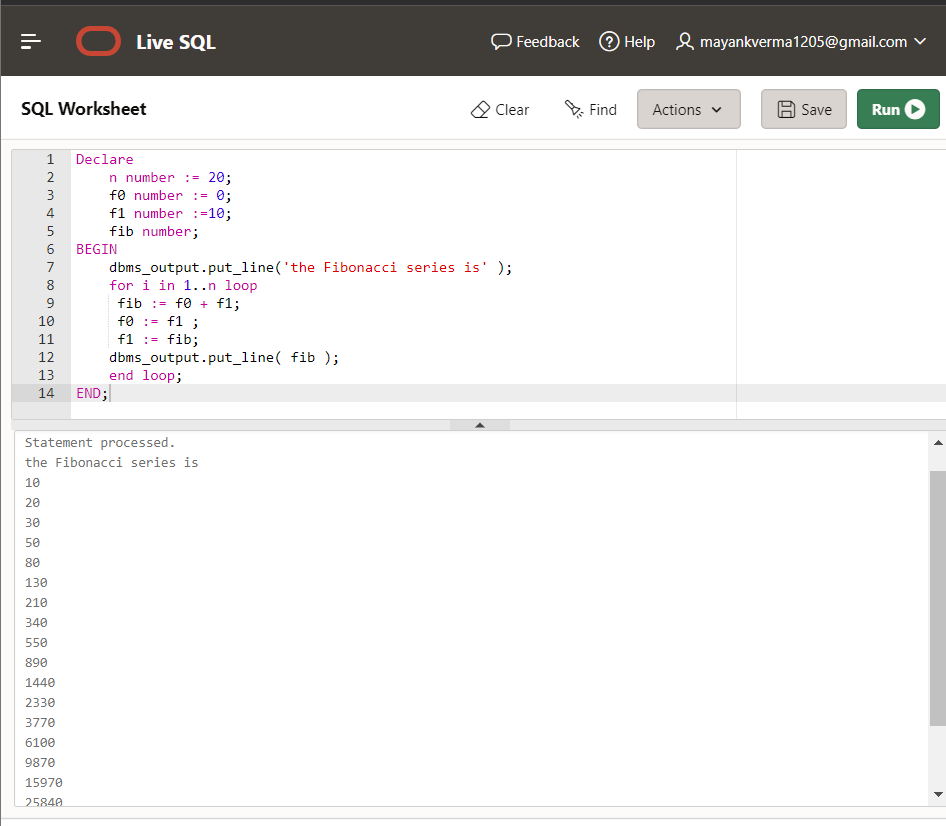 Live SQL Feedback Help mayankverma1205@gmail.com
SQL Worksheet Clear Find Actions Save Run
1 Declare
2 n number := 20;
3 f0 number := 0;
4 f1 number :=10;
5 fib number;
6 BEGIN
7 dbms_output.put_line('the Fibonacci series is' );
8 for i in 1..n loop
9 fib := f0 + f1;
10 f0 := f1 ;
11 f1 := fib;
12 dbms_output.put_line( fib );
13 end loop;
14 END;
Statement processed.
the Fibonacci series is
10
20
30
50
80
130
210
340
550
890
1440
2330
3770
6100
9870
15970
25840